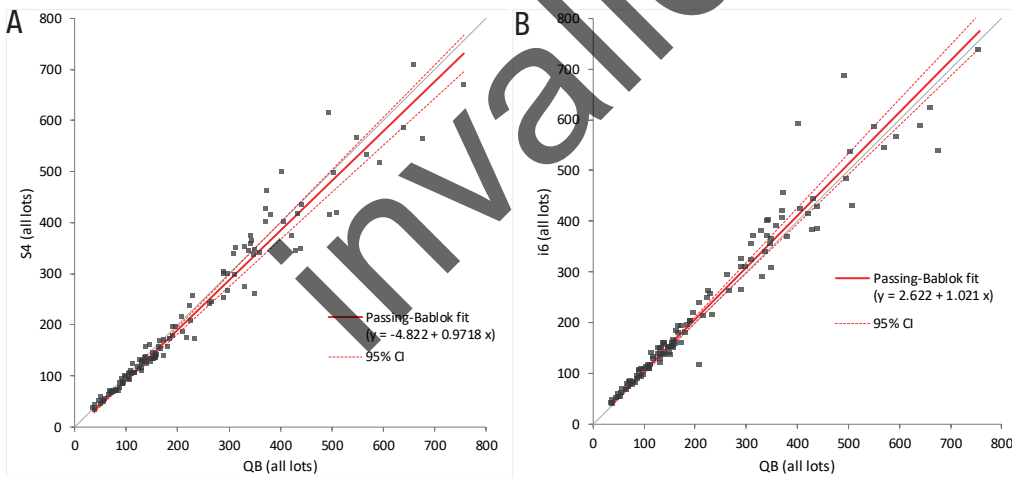 A
800
700
600
500
400
300
200
100
0
0 100 200 300 400 500 600 700 800
S4 (all lots)
QB (all lots)
Passing-Bablok fit
(y = -4.822 + 0.9718 x)
95% CI
B
800
700
600
500
400
300
200
100
0
0 100 200 300 400 500 600 700 800
i6 (all lots)
QB (all lots)
Passing-Bablok fit
(y = 2.622 + 1.021 x)
95% CI